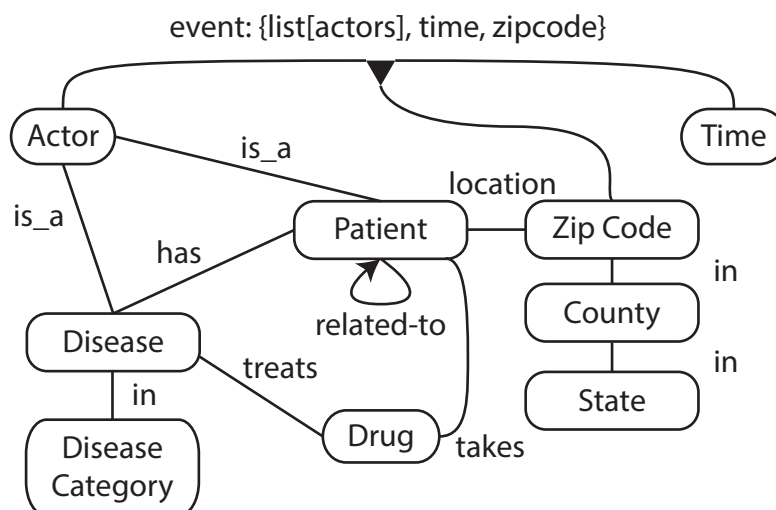 event: {list[actors], time, zipcode}
Actor
Time
is_a
location
is_a
Patient
Zip Code
has
in
related-to
County
Disease
treats
in
in
State
Drug
takes
Disease
Category